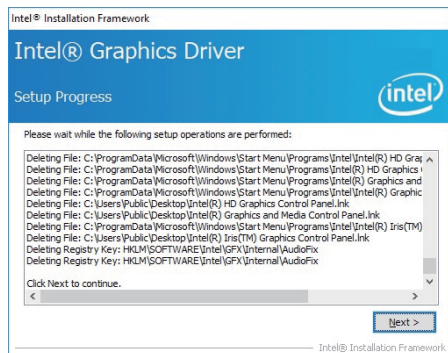 Intel® Installation Framework
Intel® Graphics Driver
Setup Progress
intel
Please wait while the following setup operations are performed:
Deleting File: C:\ProgramData\Microsoft\Windows\Start Menu\Programs\Intel\Intel(R) HD Grap
Deleting File: C:\ProgramData\Microsoft\Windows\Start Menu\Programs\Intel\(R) HD Graphics
Deleting File: C:\ProgramData\Microsoft\Windows\Start Menu\Programs\Intel(R) Graphics and
Deleting File: C:\ProgramData\Microsoft\Windows\Start Menu\Programs\Intel\Intel(R) Graphic
Deleting File: C:\Users\Public\Desktop\Intel(R) HD Graphics Control Panel.lnk
Deleting File: C:\Users\Public\Desktop\Intel(R) Graphics and Media Control Panel.lnk
Deleting File: C:\ProgramData\Microsoft\Windows\Start Menu\Programs\Intel\Intel(R) Iris(TM)
Deleting File: C:\Users\Public\Desktop\Intel(R) Iris(TM) Graphics Control Panel.lnk
Deleting Registry Key: HKLM\SOFTWARE\Intel\GFX\Internal\AudioFix
Deleting Registry Key: HKLM\SOFTWARE\Intel\GFX\Internal\AudioFix
Click Next to continue.
Next >
Intel® Installation Framework